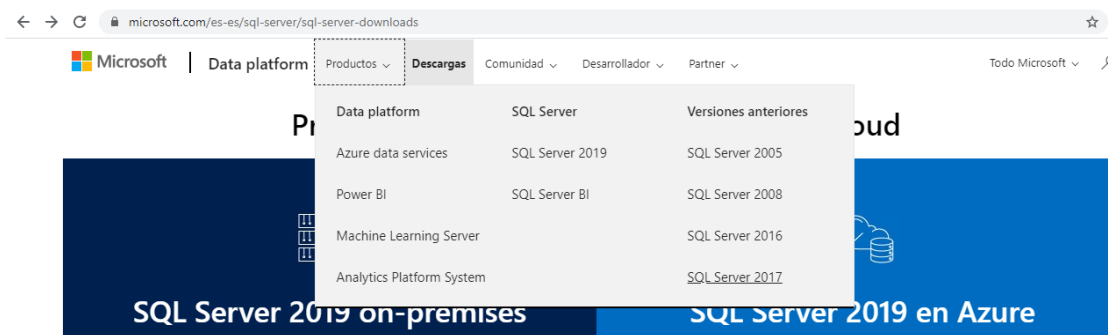 microsoft.com/es-es/sql-server/sql-server-downloads
Microsoft Data platform Productos Descargas Comunidad Desarrollador Partner Todo Microsoft
Data platform SQL Server Versiones anteriores
Pr oud
Azure data services SQL Server 2019 SQL Server 2005
Power BI SQL Server BI SQL Server 2008
Machine Learning Server SQL Server 2016
Analytics Platform System SQL Server 2017
SQL Server 2019 on-premises SQL Server 2019 en Azure